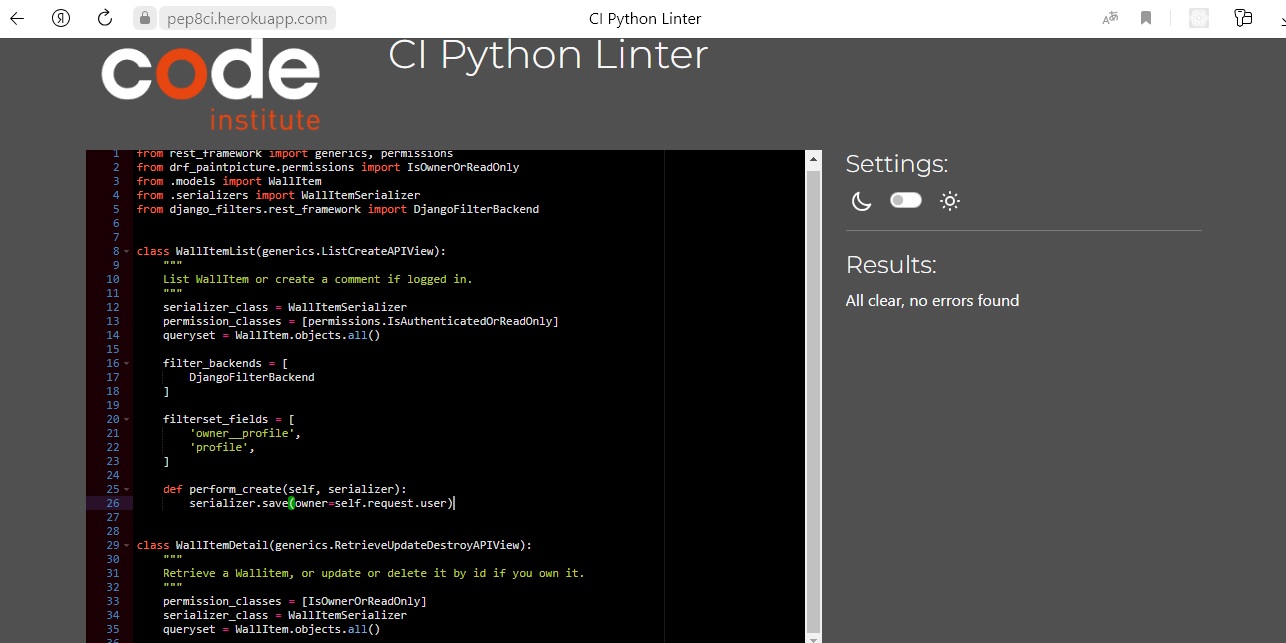 pep8ci.herokuapp.com
CI Python Linter
code
institute
CI Python Linter
1 from rest_framework import generics, permissions
2 from drf_paintpicture.permissions import IsOwnerOrReadOnly
3 from .models import WallItem
4 from .serializers import WallItemSerializer
5 from django_filters.rest_framework import DjangoFilterBackend
6
7
8 class WallItemList(generics.ListCreateAPIView):
9     """
10     List WallItem or create a comment if logged in.
11     """
12     serializer_class = WallItemSerializer
13     permission_classes = [permissions.IsAuthenticatedOrReadOnly]
14     queryset = WallItem.objects.all()
15
16     filter_backends = [
17         DjangoFilterBackend
18     ]
19
20     filterset_fields = [
21         'owner__profile',
22         'profile',
23     ]
24
25     def perform_create(self, serializer):
26         serializer.save(owner=self.request.user)
27
28
29 class WallItemDetail(generics.RetrieveUpdateDestroyAPIView):
30     """
31     Retrieve a Wallitem, or update or delete it by id if you own it.
32     """
33     permission_classes = [IsOwnerOrReadOnly]
34     serializer_class = WallItemSerializer
35     queryset = WallItem.objects.all()
36
Settings:
Results:
All clear, no errors found